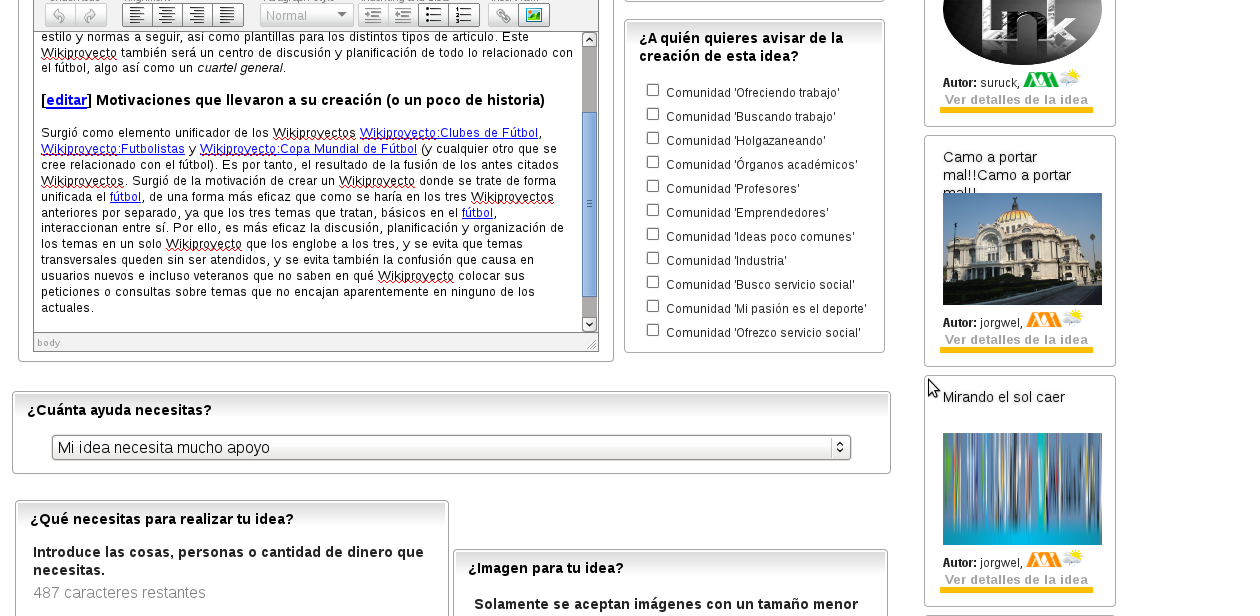 Normal
estilo y normas a seguir, así como plantillas para los distintos tipos de artículo. Este
Wikiproyecto también será un centro de discusión y planificación de todo lo relacionado con
el fútbol, algo así como un cuartel general.
[editar] Motivaciones que llevaron a su creación (o un poco de historia)
Surgió como elemento unificador de los Wikiproyectos Wikiproyecto:Clubes de Fútbol,
Wikiproyecto:Futbolistas y Wikiproyecto:Copa Mundial de Fútbol (y cualquier otro que se
cree relacionado con el fútbol). Es por tanto, el resultado de la fusión de los antes citados
Wikiproyectos. Surgió de la motivación de crear un Wikiproyecto donde se trate de forma
unificada el fútbol, de una forma más eficaz que como se haría en los tres Wikiproyectos
anteriores por separado, ya que los tres temas que tratan, básicos en el fútbol,
interaccionan entre sí. Por ello, es más eficaz la discusión, planificación y organización de
los temas en un solo Wikiproyecto que los englobe a los tres, y se evita que temas
transversales queden sin ser atendidos, y se evita también la confusión que causa en
usuarios nuevos e incluso veteranos que no saben en qué Wikiproyecto colocar sus
peticiones o consultas sobre temas que no encajan aparentemente en ninguno de los
actuales.
body
¿A quién quieres avisar de la
creación de esta idea?
Comunidad 'Ofreciendo trabajo'
Comunidad 'Buscando trabajo'
Comunidad 'Holgazaneando'
Comunidad 'Órganos académicos'
Comunidad 'Profesores'
Comunidad 'Emprendedores'
Comunidad 'Ideas poco comunes'
Comunidad 'Industria'
Comunidad 'Busco servicio social'
Comunidad 'Mi pasión es el deporte'
Comunidad 'Ofrezco servicio social'
¿Cuánta ayuda necesitas?
Mi idea necesita mucho apoyo
¿Qué necesitas para realizar tu idea?
Introduce las cosas, personas o cantidad de dinero que
necesitas.
487 caracteres restantes
¿Imagen para tu idea?
Solamente se aceptan imágenes con un tamaño menor
Autor: suruck,
Ver detalles de la idea
Camo a portar
mal!!Camo a portar
mal!!
Autor: jorgwel,
Ver detalles de la idea
Mirando el sol caer
Autor: jorgwel,
Ver detalles de la idea